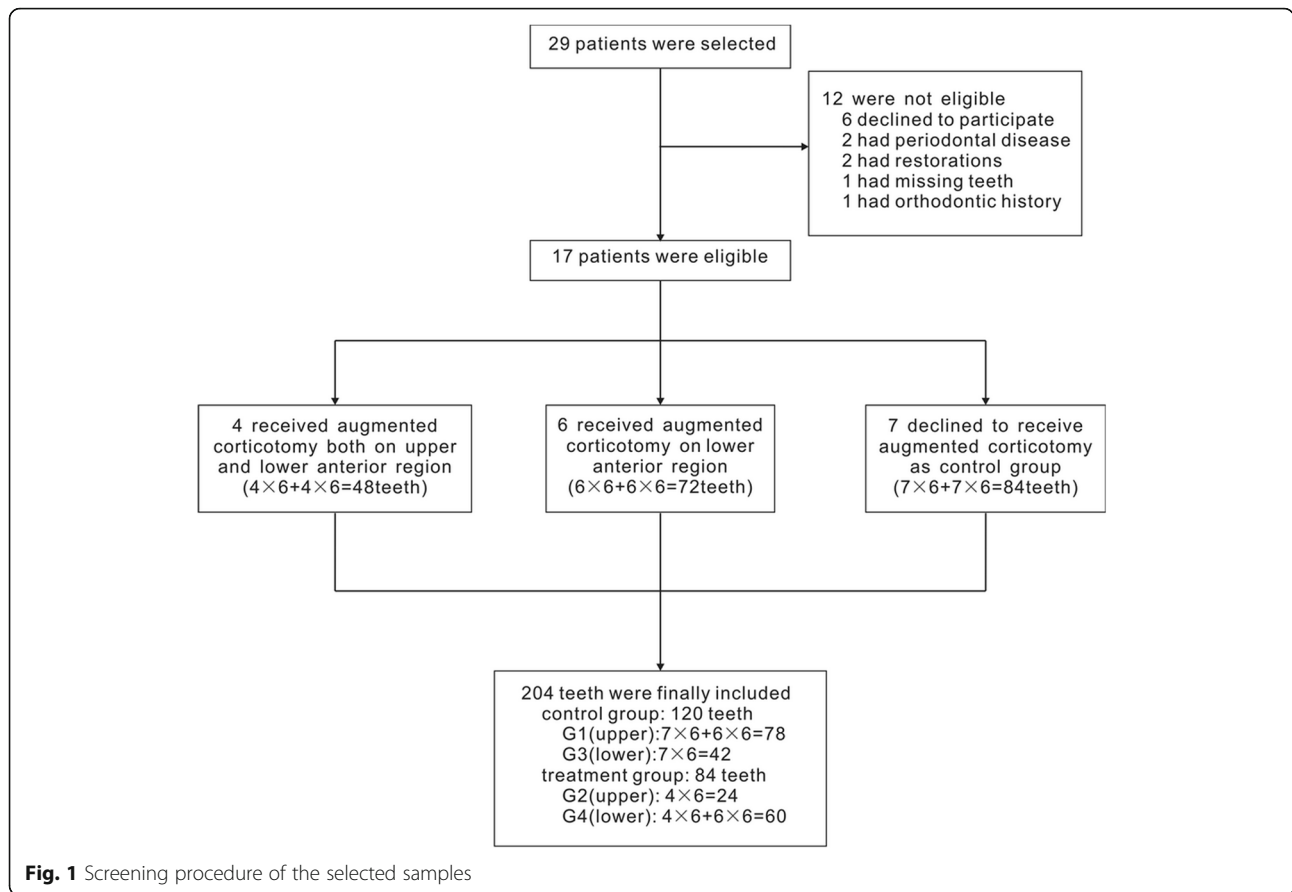 29 patients were selected
12 were not eligible
6 declined to participate
2 had periodontal disease
2 had restorations
1 had missing teeth
1 had orthodontic history
17 patients were eligible
4 received augmented
corticotomy both on upper
and lower anterior region
(4×6+4×6=48teeth)
6 received augmented
corticotomy on lower
anterior region
(6×6+6×6=72teeth)
7 declined to receive
augmented corticotomy
as control group
(7×6+7×6=84teeth)
204 teeth were finally included
control group: 120 teeth
G1(upper):7×6+6×6=78
G3(lower):7×6=42
treatment group: 84 teeth
G2(upper): 4×6=24
G4(lower): 4×6+6×6=60
Fig. 1 Screening procedure of the selected samples